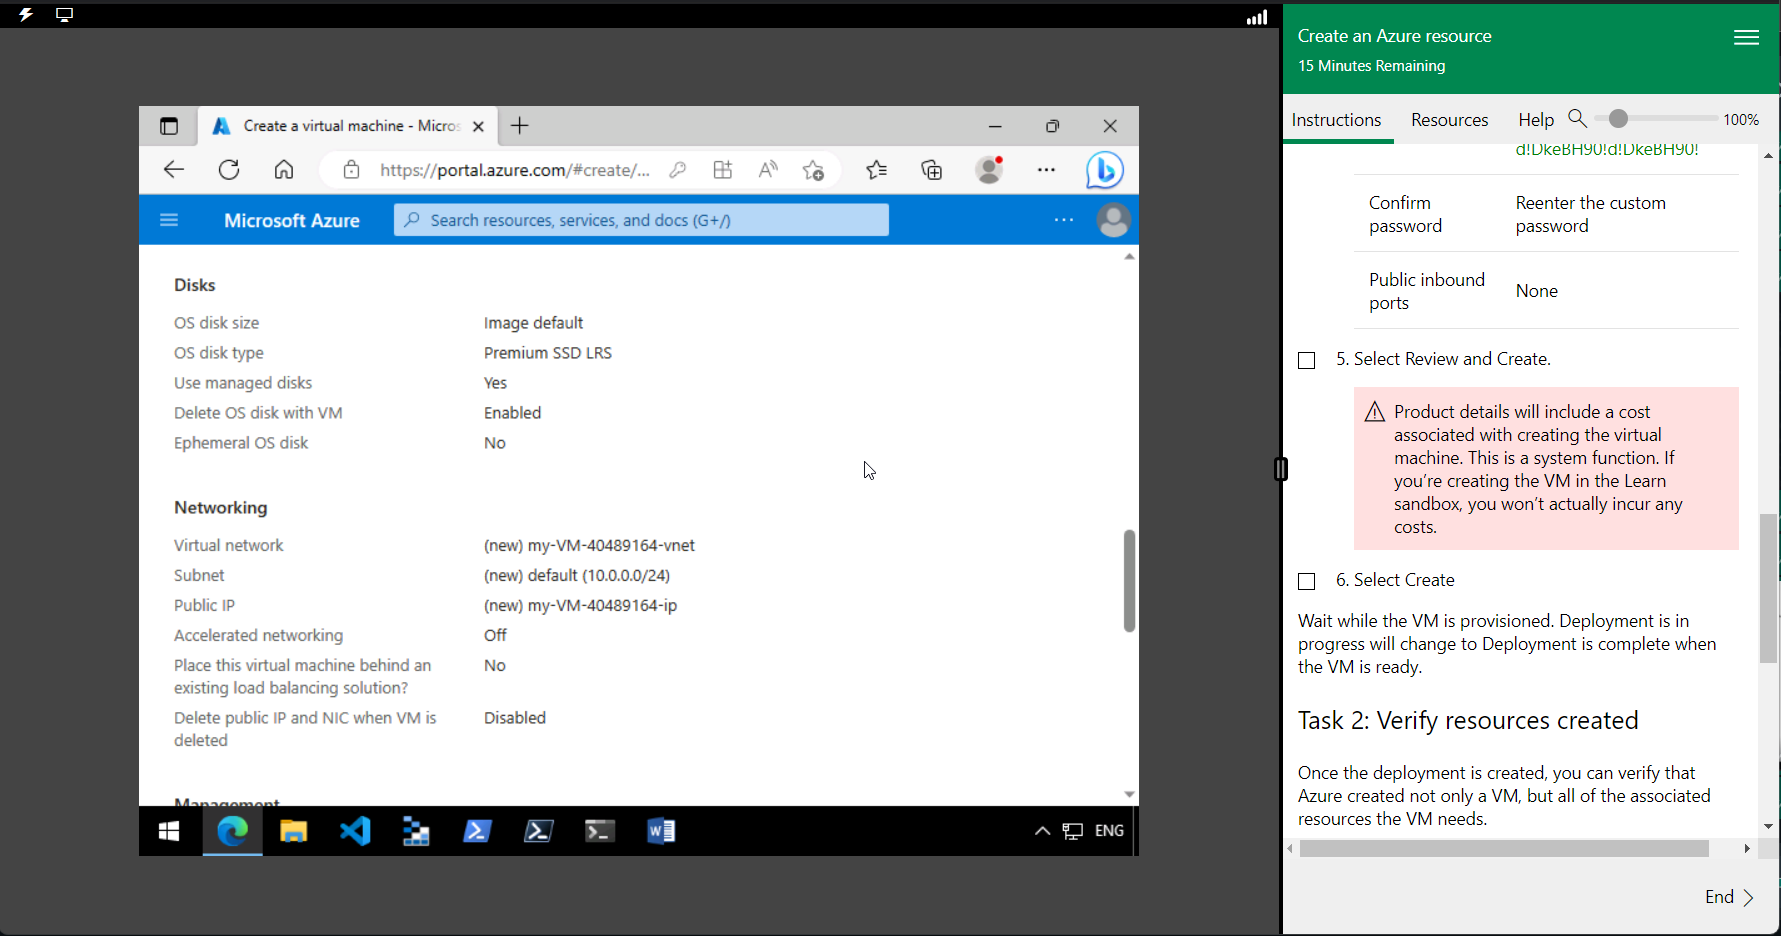 Create a virtual machine - Micros
https://portal.azure.com/#create/...
Microsoft Azure
Search resources, services, and docs (G+/)
Disks
OS disk size Image default
OS disk type Premium SSD LRS
Use managed disks Yes
Delete OS disk with VM Enabled
Ephemeral OS disk No
Networking
Virtual network (new) my-VM-40489164-vnet
Subnet (new) default (10.0.0.0/24)
Public IP (new) my-VM-40489164-ip
Accelerated networking Off
Place this virtual machine behind an No
existing load balancing solution?
Delete public IP and NIC when VM is Disabled
deleted
Management
ENG
Create an Azure resource
15 Minutes Remaining
Instructions Resources Help 100%
d!DkeBH90!d!DkeBH90!
Confirm Reenter the custom
password password
Public inbound None
ports
5. Select Review and Create.
Product details will include a cost
associated with creating the virtual
machine. This is a system function. If
you’re creating the VM in the Learn
sandbox, you won’t actually incur any
costs.
6. Select Create
Wait while the VM is provisioned. Deployment is in
progress will change to Deployment is complete when
the VM is ready.
Task 2: Verify resources created
Once the deployment is created, you can verify that
Azure created not only a VM, but all of the associated
resources the VM needs.
End